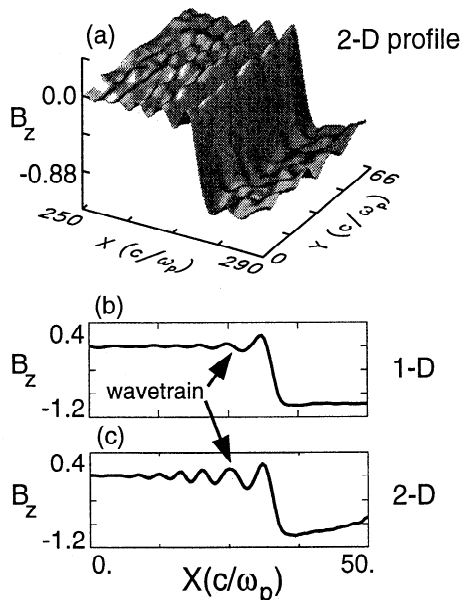 (a)
2-D profile
0.0
B_z
-0.88
250
X (c/ω_p)
290
0
Y (c/ω_p)
66
(b)
0.4
B_z
-1.2
1-D
wavetrain
(c)
0.4
B_z
-1.2
2-D
0.
50.
X(c/ω_p)